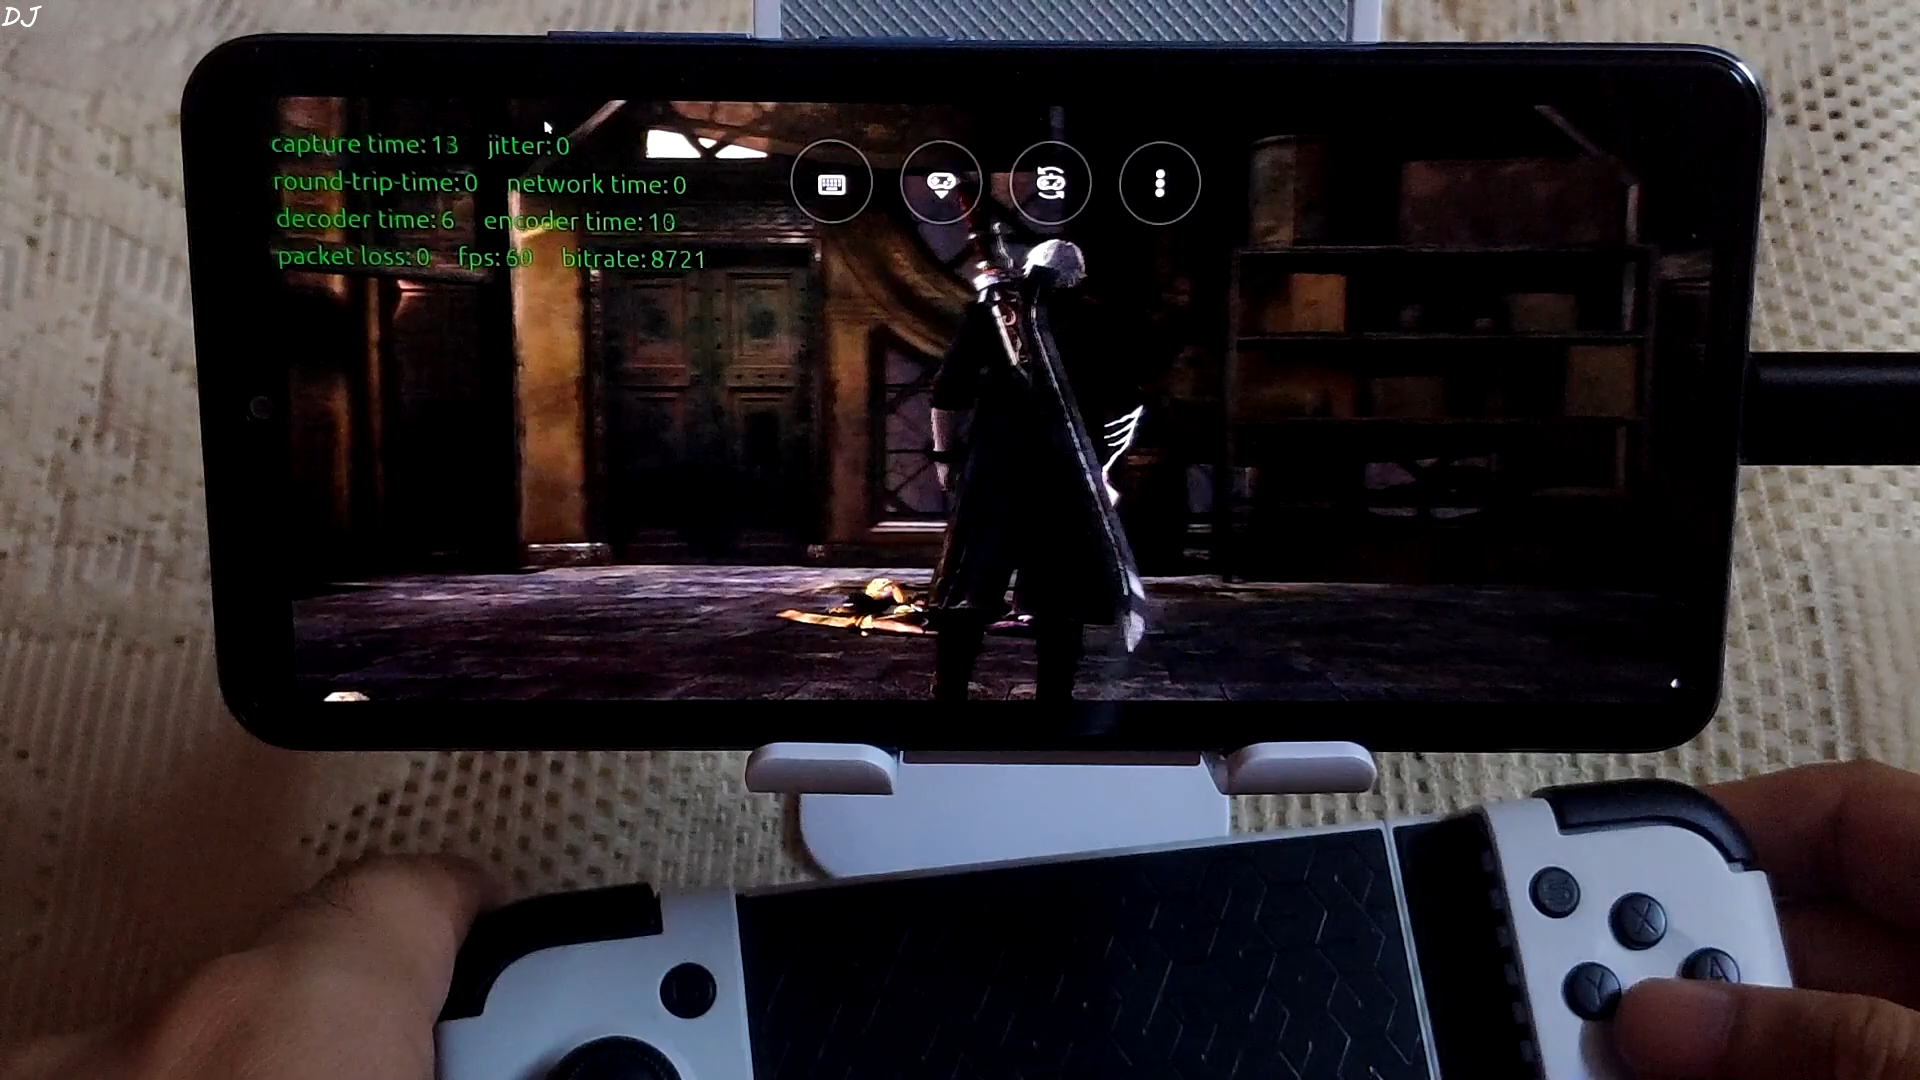 DJ
capture time: 13 jitter: 0
round-trip-time: 0 network time: 0
decoder time: 6 encoder time: 10
packet loss: 0 fps: 60 bitrate: 8721
X
Y A